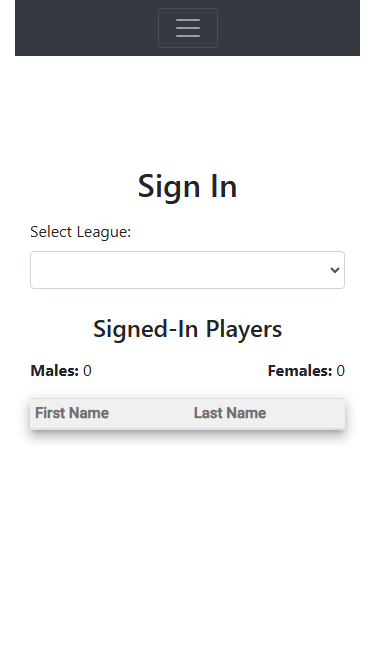 Sign In
Select League:
Signed-In Players
Males: 0 Females: 0
First Name Last Name